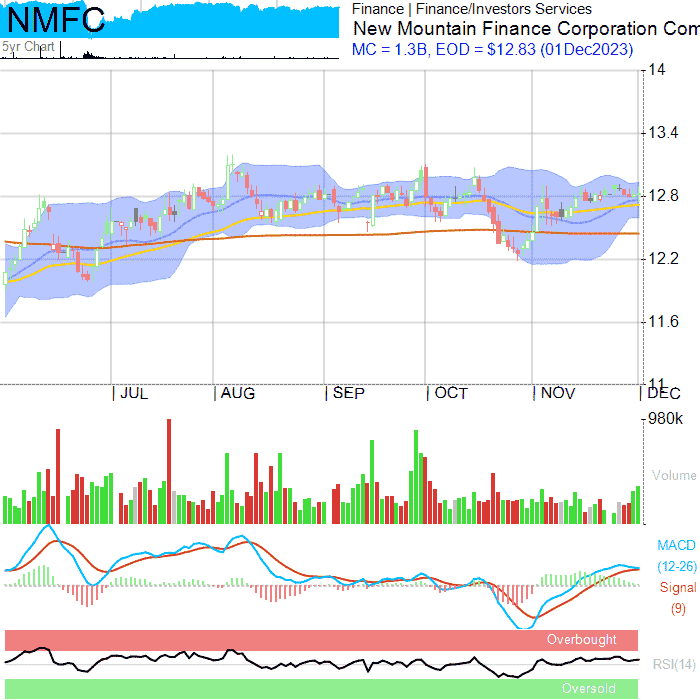 NMFC
Finance | Finance/Investors Services
New Mountain Finance Corporation Com
MC = 1.3B, EOD = $12.83 (01Dec2023)
5yr Chart
14
13.4
12.8
12.2
11.6
11
JUL AUG SEP OCT NOV DEC
980k
Volume
MACD
(12-26)
Signal
(9)
Overbought
RSI(14)
Oversold